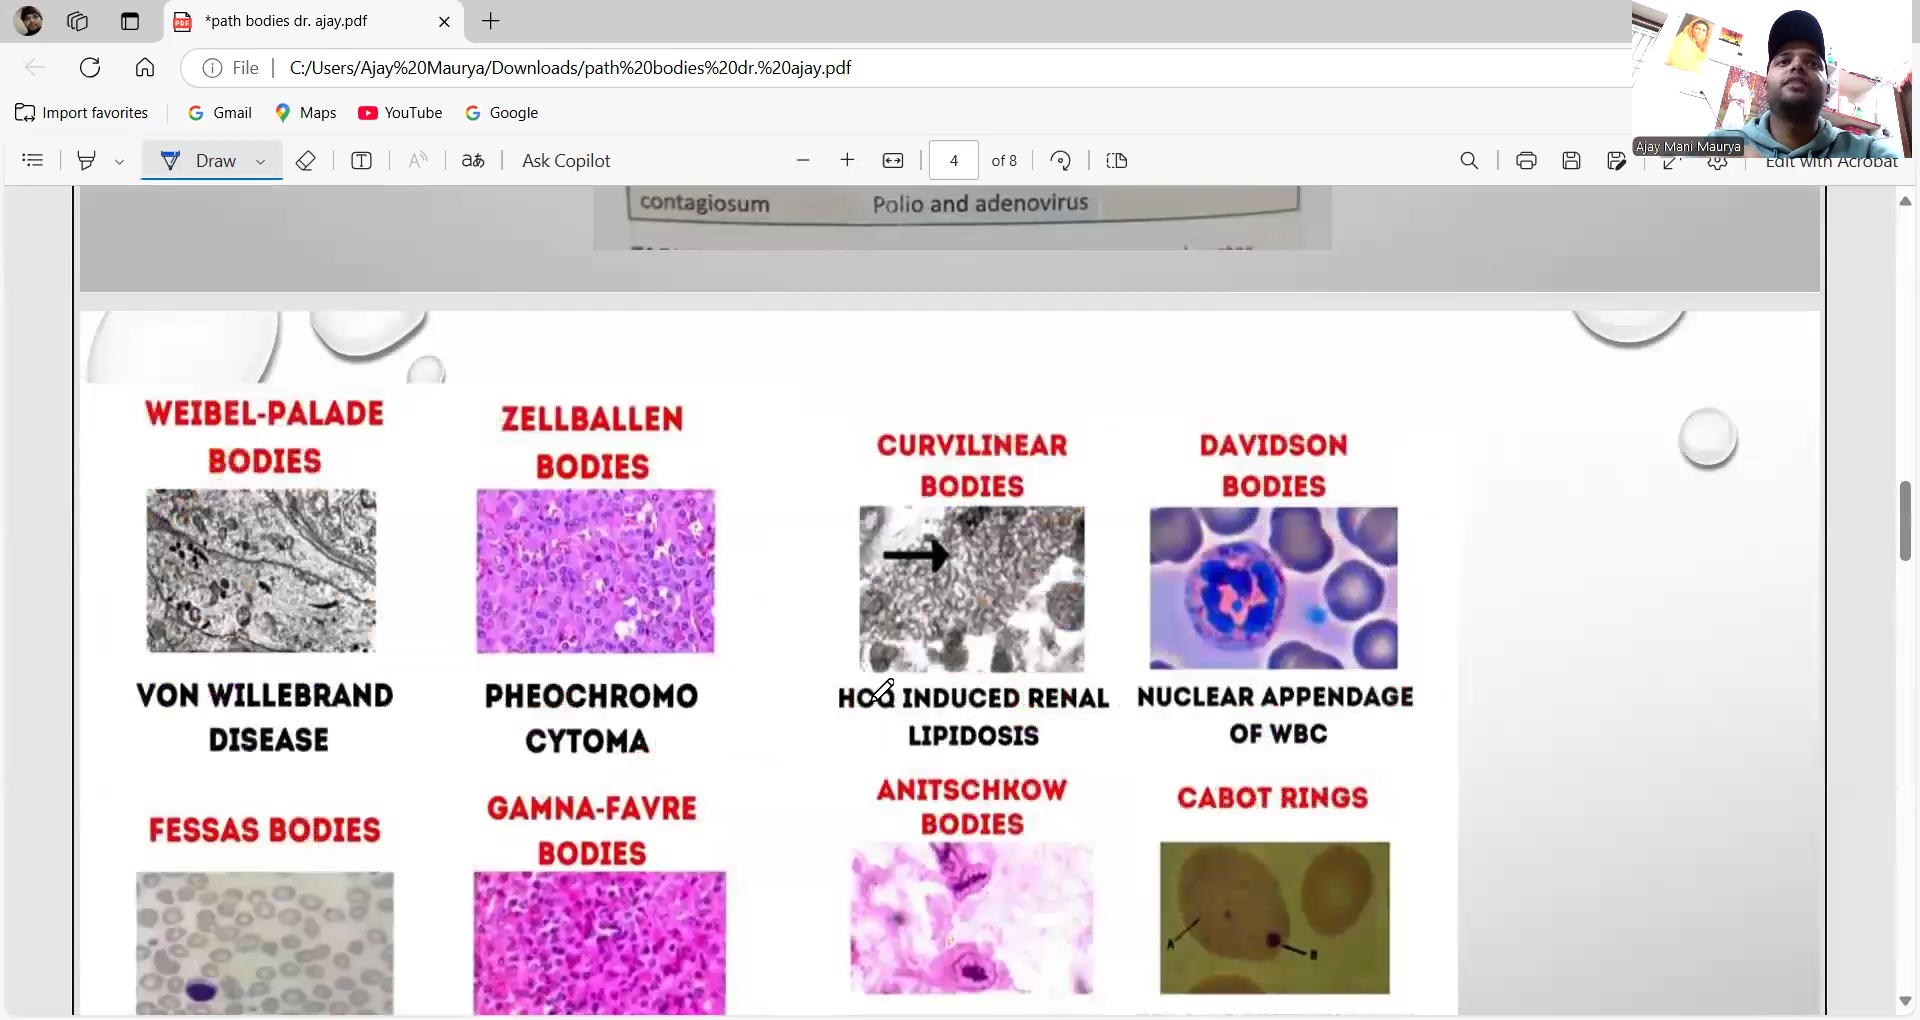 *path bodies dr. ajay.pdf
File
C:/Users/Ajay%20Maurya/Downloads/path%20bodies%20dr.%20ajay.pdf
Import favorites
Gmail
Maps
YouTube
Google
Draw
aあ
Ask Copilot
4 of 8
Edit with Acrobat
Ajay Mani Maurya
contagiosum Polio and adenovirus
WEIBEL-PALADE
BODIES
VON WILLEBRAND
DISEASE
ZELLBALLEN
BODIES
PHEOCHROMO
CYTOMA
CURVILINEAR
BODIES
HCQ INDUCED RENAL
LIPIDOSIS
DAVIDSON
BODIES
NUCLEAR APPENDAGE
OF WBC
FESSAS BODIES
GAMNA-FAVRE
BODIES
ANITSCHKOW
BODIES
CABOT RINGS
A
B